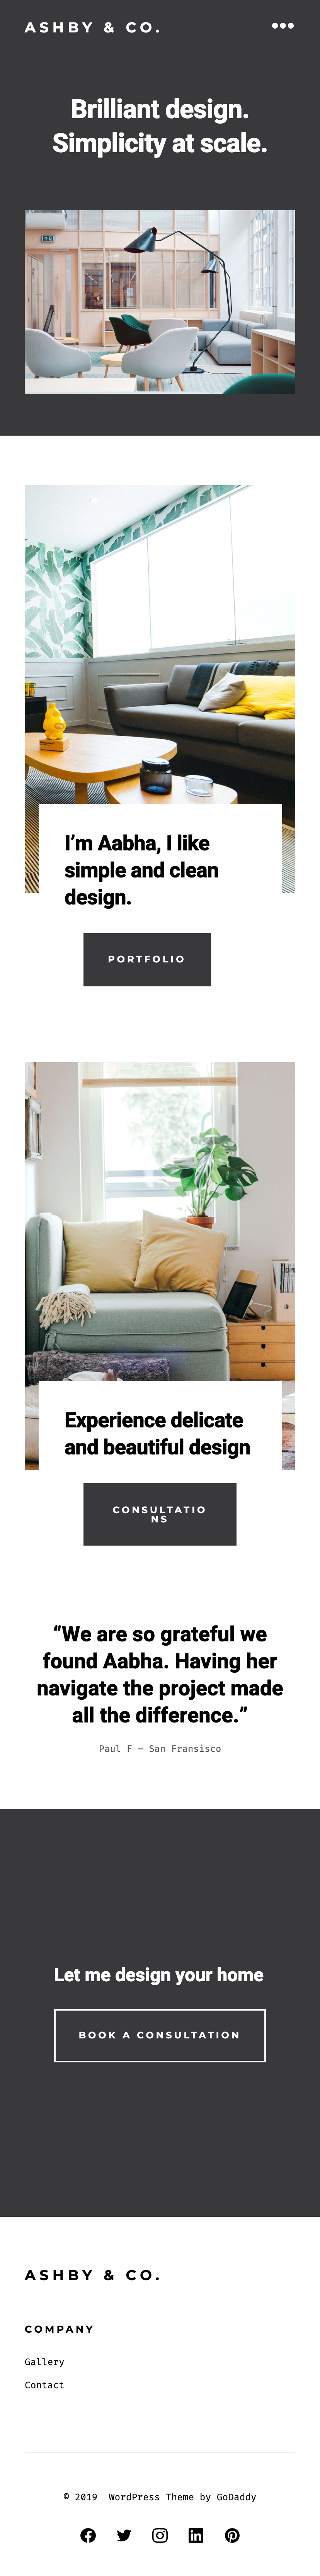 ASHBY & CO.
Brilliant design.
Simplicity at scale.
I’m Aabha, I like
simple and clean
design.
PORTFOLIO
Experience delicate
and beautiful design
CONSULTATIO
NS
“We are so grateful we
found Aabha. Having her
navigate the project made
all the difference.”
Paul F – San Fransisco
Let me design your home
BOOK A CONSULTATION
ASHBY & CO.
COMPANY
Gallery
Contact
© 2019  WordPress Theme by GoDaddy